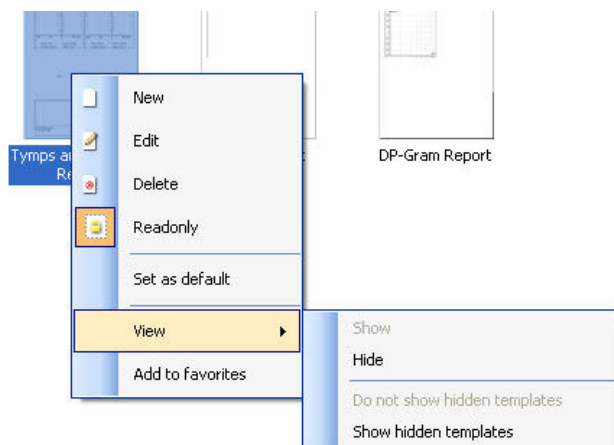 Tymps a
Re
DP-Gram Report
New
Edit
Delete
Readonly
Set as default
View
Add to favorites
Show
Hide
Do not show hidden templates
Show hidden templates